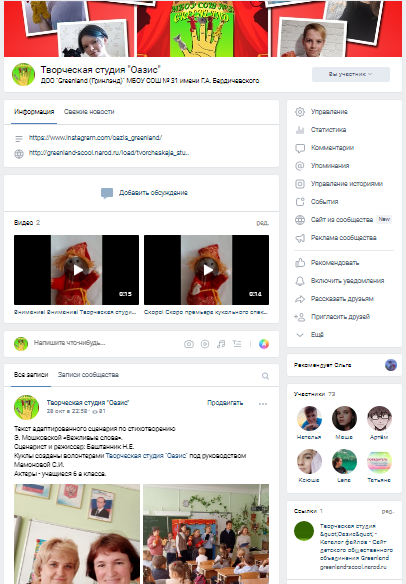 МБОУ СОШ №31
GREENLAND
Творческая студия "Оазис"
ДОО "Greenland (Гринланд)" МБОУ СОШ № 31 имени Г.А. Бердичевского
Вы участник
Информация Свежие новости
https://www.instagram.com/oazis_greenland/
http://greenland-scool.narod.ru/load/tvorcheskaja_stu..
Добавить обсуждение
Видео 2 ред.
0:15
0:14
Внимание! Внимание! Творческая студи...
Скоро! Скоро премьера кукольного спек...
Напишите что-нибудь...
Все записи Записи сообщества
Творческая студия "Оазис" Продвигать
28 окт в 22:58 81
Текст адаптированного сценария по стихотворению
Э. Мошковской «Вежливые слова».
Сценарист и режиссер: Баштанник Н.Е.
Куклы созданы волонтерами Творческая студия "Оазис" под руководством
Мамоновой С.И.
Актеры - учащиеся 6 а класса.
Управление
Статистика
Комментарии
Упоминания
Управление историями
События
Сайт из сообщества New
Реклама сообщества
Рекомендовать
Включить уведомления
Рассказать друзьям
Пригласить друзей
Ещё
Рекомендует Ольга
Участники 73
Наталья Маша Артём
Ксюша Lena Татьяна
Ссылки 1 ред.
Творческая студия
&quot;Оазис&quot; -
Каталог файлов - Сайт
детского общественного
объединения Greenland
greenland-scool.narod.ru